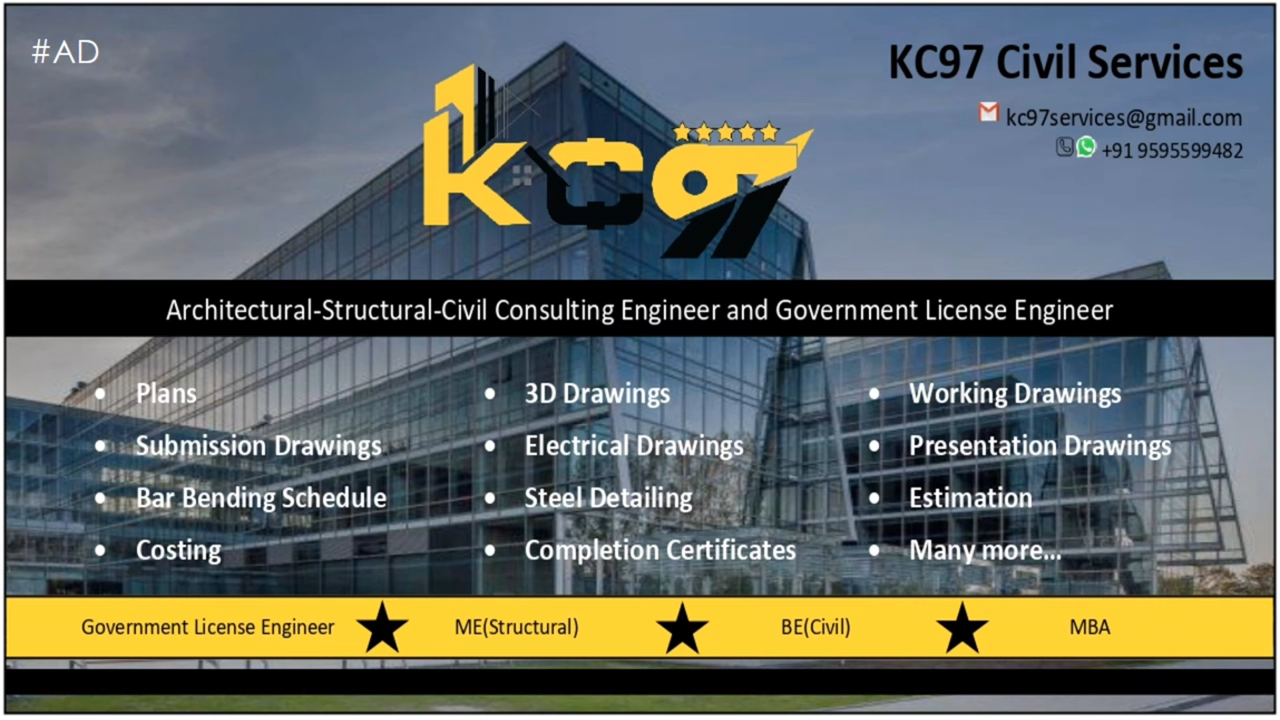 #AD
KC97 Civil Services
kc97services@gmail.com
+91 9595599482
kc97
Architectural-Structural-Civil Consulting Engineer and Government License Engineer
• Plans
• Submission Drawings
• Bar Bending Schedule
• Costing
• 3D Drawings
• Electrical Drawings
• Steel Detailing
• Completion Certificates
• Working Drawings
• Presentation Drawings
• Estimation
• Many more...
Government License Engineer ★ ME(Structural) ★ BE(Civil) ★ MBA